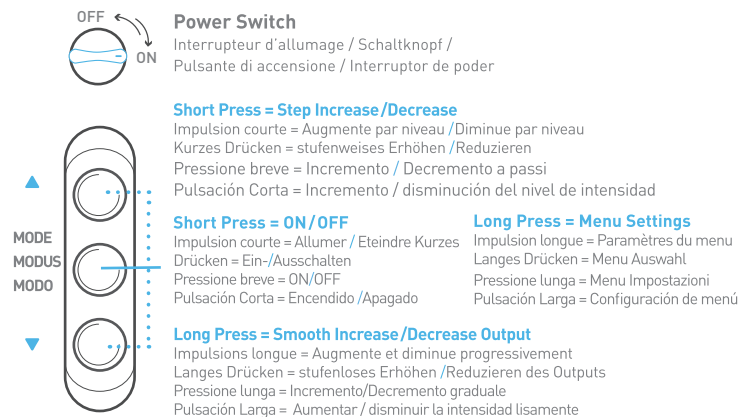 OFF
ON
Power Switch
Interrupteur d'allumage / Schaltknopf /
Pulsante di accensione / Interruptor de poder
Short Press = Step Increase/Decrease
Impulsion courte = Augmente par niveau /Diminue par niveau
Kurzes Drücken = stufenweises Erhöhen /Reduzieren
Pressione breve = Incremento / Decremento a passi
Pulsación Corta = Incremento / disminución del nivel de intensidad
MODE
MODUS
MODO
Short Press = ON/OFF
Impulsion courte = Allumer / Eteindre Kurzes
Drücken = Ein-/Ausschalten
Pressione breve = ON/OFF
Pulsación Corta = Encendido /Apagado
Long Press = Menu Settings
Impulsion longue = Paramètres du menu
Langes Drücken = Menu Auswahl
Pressione lunga = Menu Impostazioni
Pulsación Larga = Configuración de menú
Long Press = Smooth Increase/Decrease Output
Impulsions longue = Augmente et diminue progressivement
Langes Drücken = stufenloses Erhöhen /Reduzieren des Outputs
Pressione lunga = Incremento/Decremento graduale
Pulsación Larga = Aumentar / disminuir la intensidad lisamente